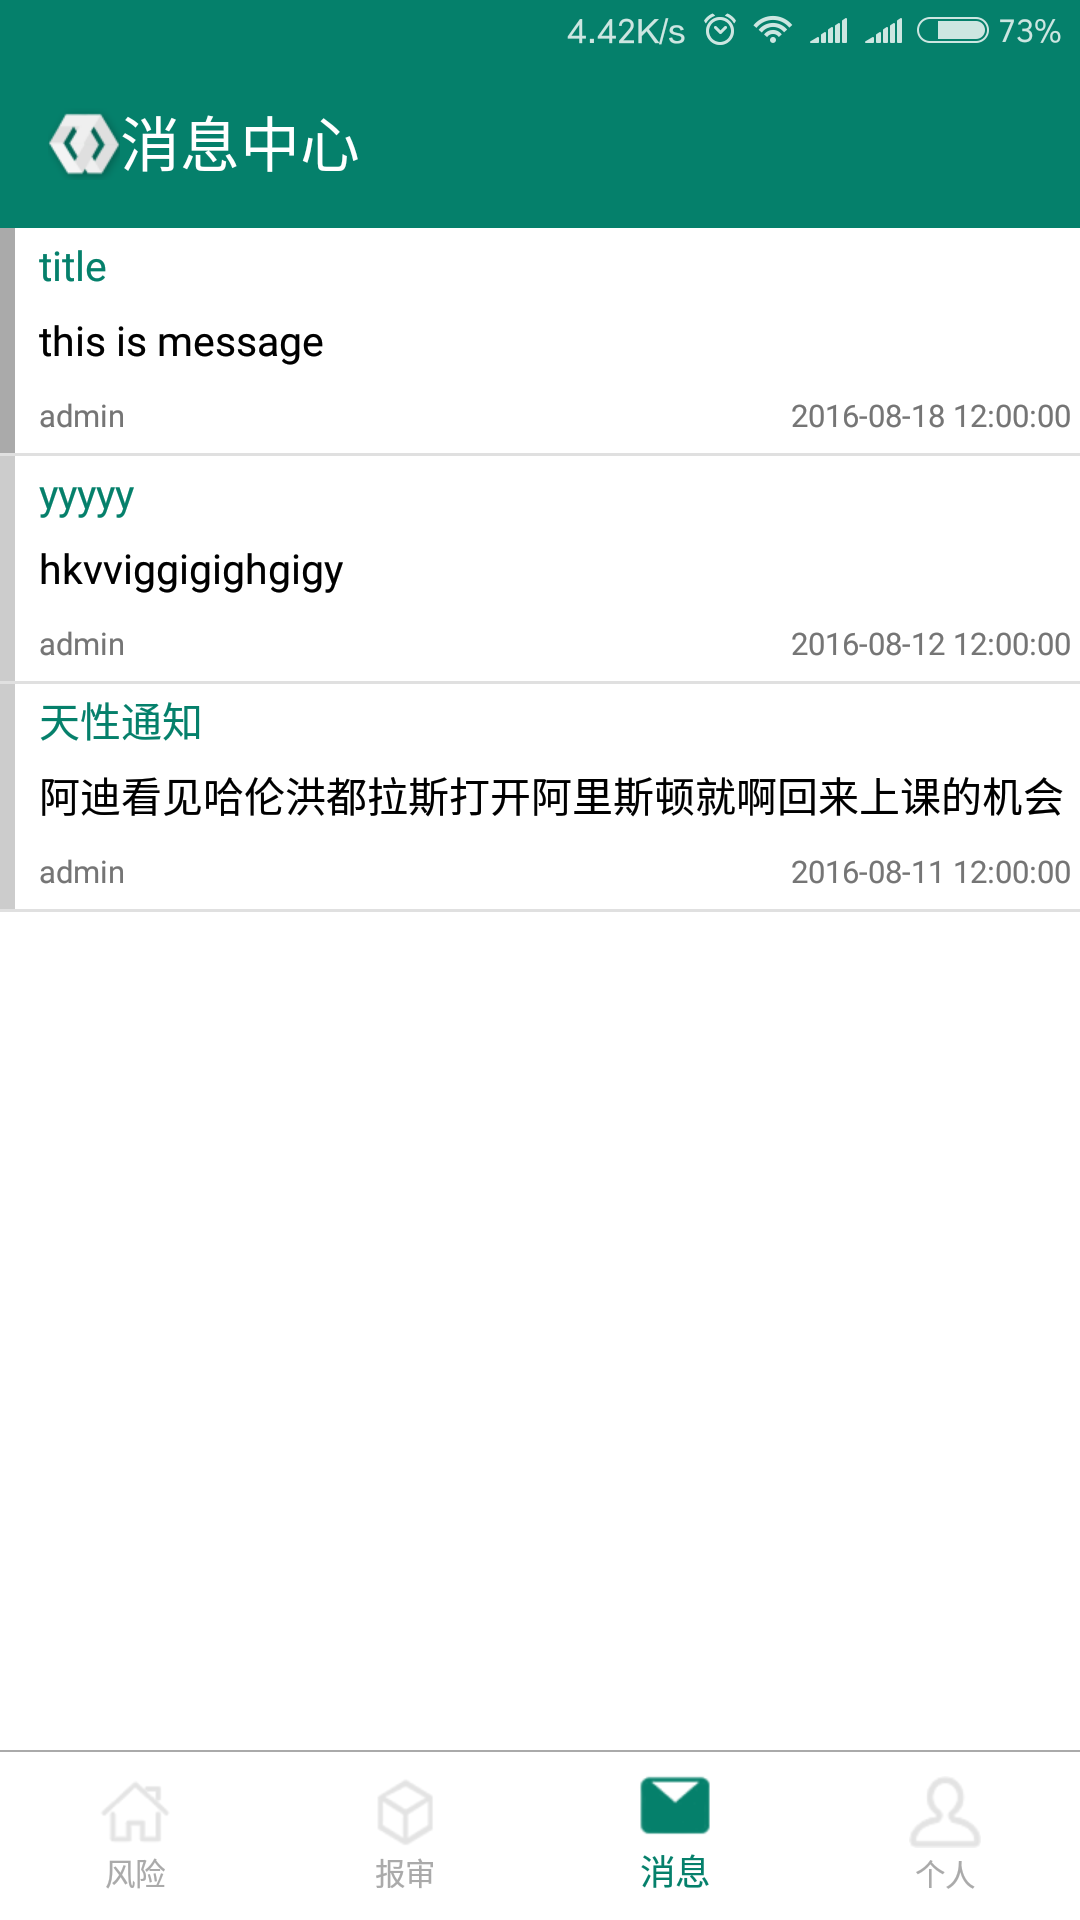 4.42K/s 73%
消息中心
title
this is message
admin 2016-08-18 12:00:00
yyyyy
hkvviggigighgigy
admin 2016-08-12 12:00:00
天性通知
阿迪看见哈伦洪都拉斯打开阿里斯顿就啊回来上课的机会
admin 2016-08-11 12:00:00
风险 报审 消息 个人